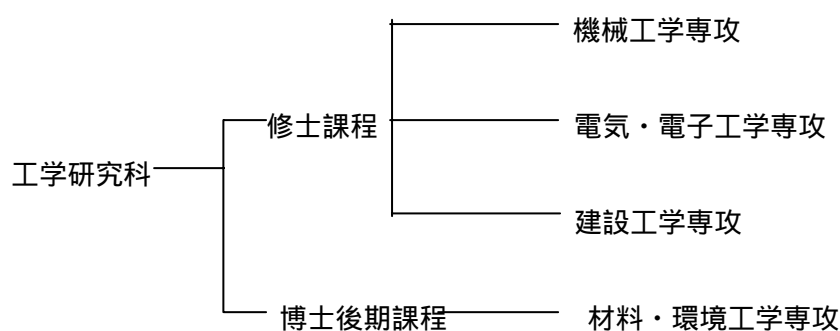 機械工学専攻
修士課程
電気・電子工学専攻
工学研究科
建設工学専攻
博士後期課程
材料・環境工学専攻